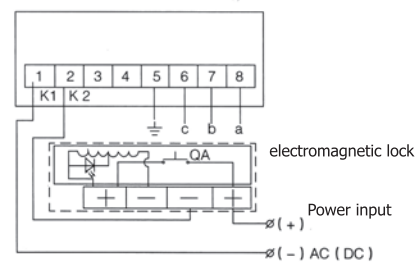 1 2 3 4 5 6 7 8
K1 K2
c b a
QA
electromagnetic lock
+ − − +
Power input
(+)
(−) AC (DC)